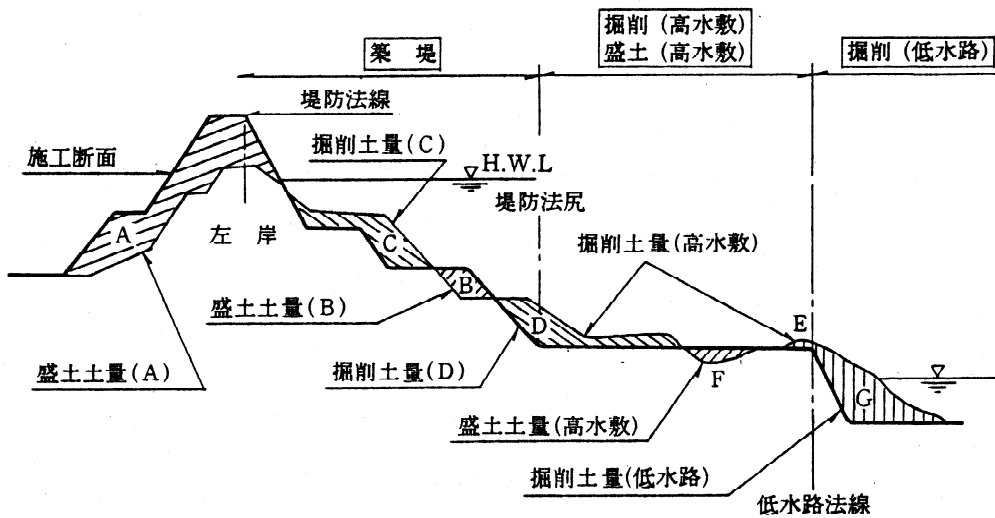 掘削 (高水敷)
築 堤
盛土 (高水敷)
掘削 (低水路)
堤防法線
掘削土量(C)
施工断面
H.W.L
堤防法尻
A
左 岸
C
掘削土量(高水敷)
B
盛土土量(B)
D
E
盛土土量(A)
掘削土量(D)
F
G
盛土土量(高水敷)
掘削土量(低水路)
低水路法線